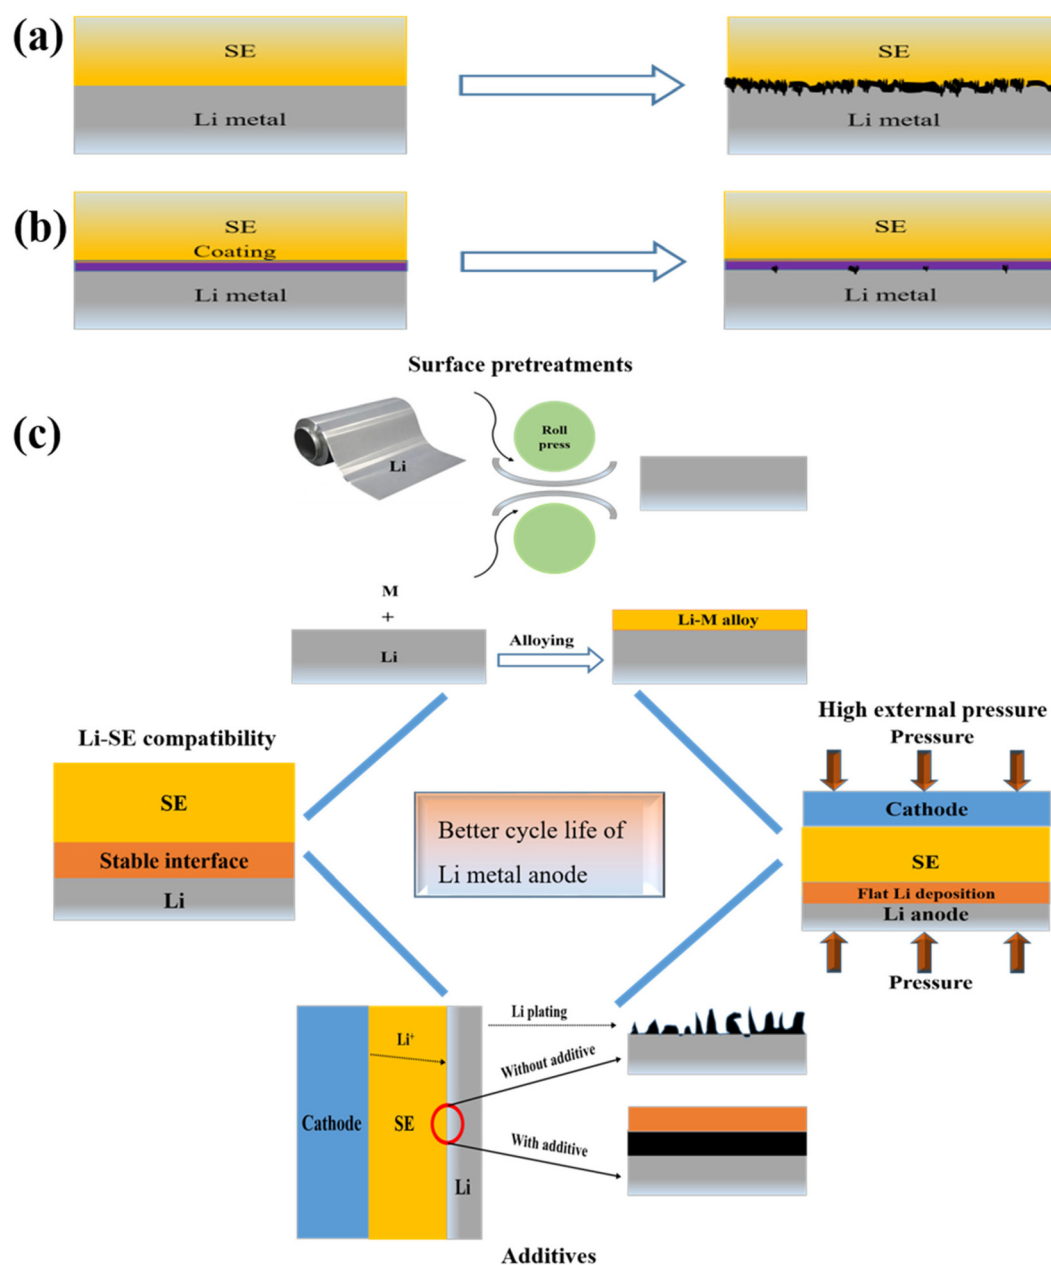 (a)
SE
Li metal
SE
Li metal
(b)
SE
Coating
Li metal
SE
Li metal
Surface pretreatments
(c)
Li
Roll
press
M
+
Li
Alloying
Li-M alloy
Li-SE compatibility
SE
Stable interface
Li
Better cycle life of
Li metal anode
High external pressure
Pressure
Cathode
SE
Flat Li deposition
Li anode
Pressure
Cathode
Li⁺
SE
Li
Li plating
Without additive
With additive
Additives